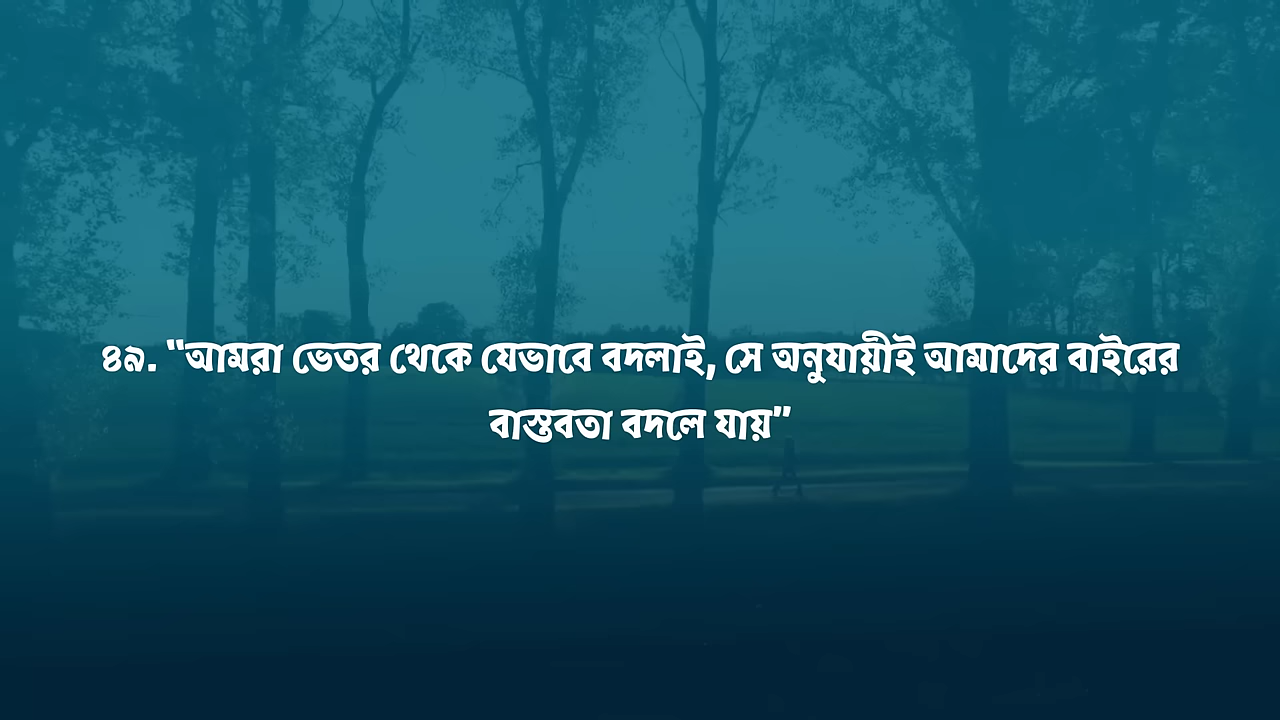 ৪৯. “আমরা ভেতর থেকে যেভাবে বদলাই, সে অনুযায়ীই আমাদের বাইরের
বাস্তবতা বদলে যায়”